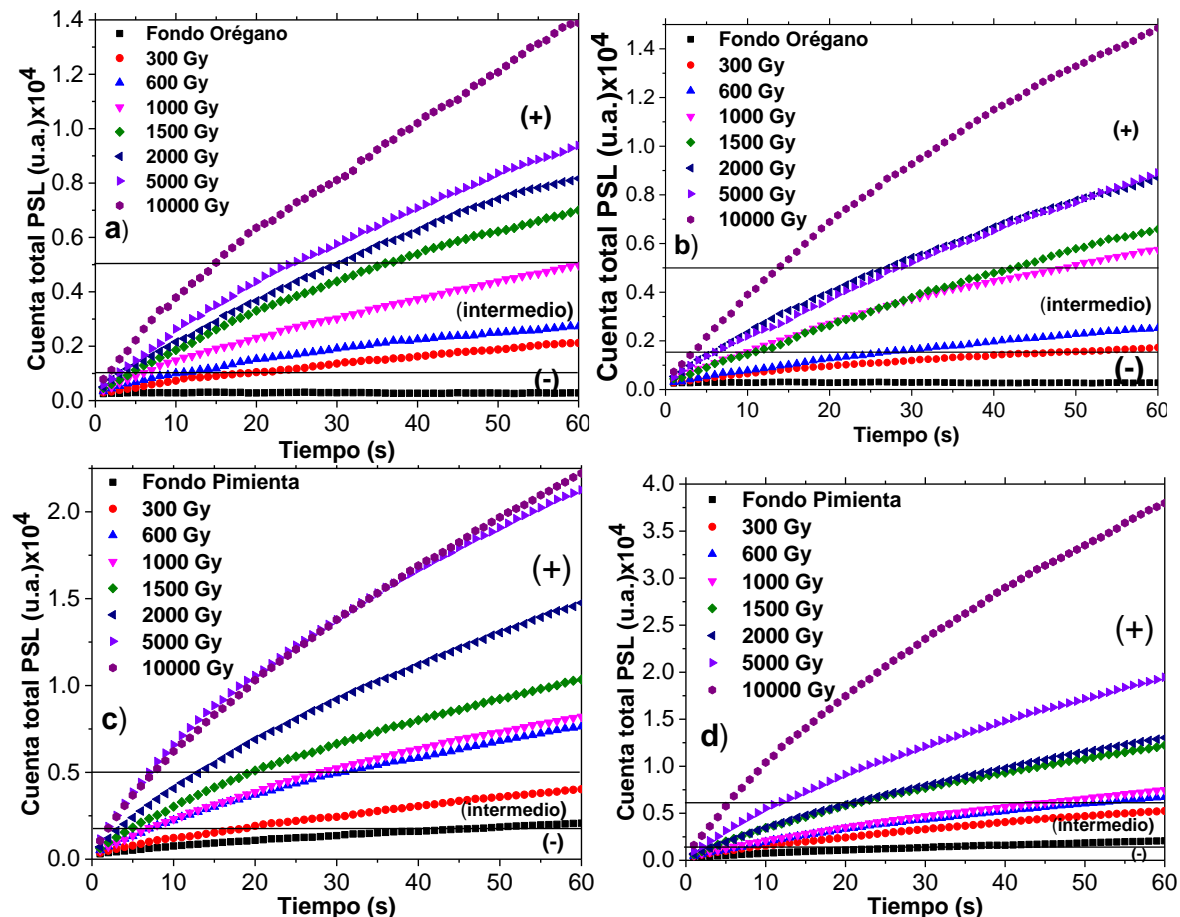 Cuenta total PSL (u.a.)x10⁴
1.4
1.2
1.0
0.8
0.6
0.4
0.2
0.0
Fondo Orégano
300 Gy
600 Gy
1000 Gy
1500 Gy
2000 Gy
5000 Gy
10000 Gy
a)
(+)
(intermedio)
(-)
0 10 20 30 40 50 60
Tiempo (s)
Cuenta total PSL (u.a.)x10⁴
1.4
1.2
1.0
0.8
0.6
0.4
0.2
0.0
Fondo Orégano
300 Gy
600 Gy
1000 Gy
1500 Gy
2000 Gy
5000 Gy
10000 Gy
b)
(+)
(intermedio)
(-)
0 10 20 30 40 50 60
Tiempo (s)
Cuenta total PSL (u.a.)x10⁴
2.0
1.5
1.0
0.5
0.0
Fondo Pimienta
300 Gy
600 Gy
1000 Gy
1500 Gy
2000 Gy
5000 Gy
10000 Gy
c)
(+)
(intermedio)
(-)
0 10 20 30 40 50 60
Tiempo (s)
Cuenta total PSL (u.a.)x10⁴
4.0
3.5
3.0
2.5
2.0
1.5
1.0
0.5
0.0
Fondo Pimienta
300 Gy
600 Gy
1000 Gy
1500 Gy
2000 Gy
5000 Gy
10000 Gy
d)
(+)
(intermedio)
(-)
0 10 20 30 40 50 60
Tiempo (s)